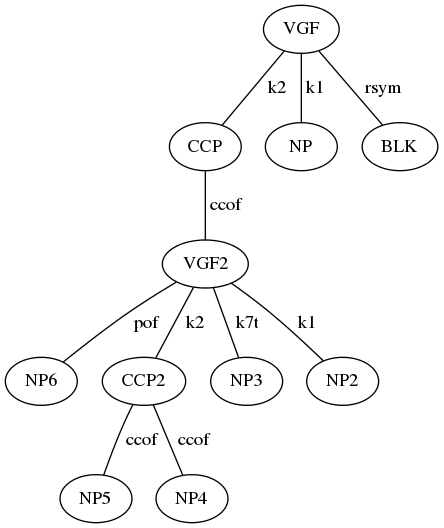 VGF
k2 k1 rsym
CCP NP BLK
ccof
VGF2
pof k2 k7t k1
NP6 CCP2 NP3 NP2
ccof ccof
NP5 NP4